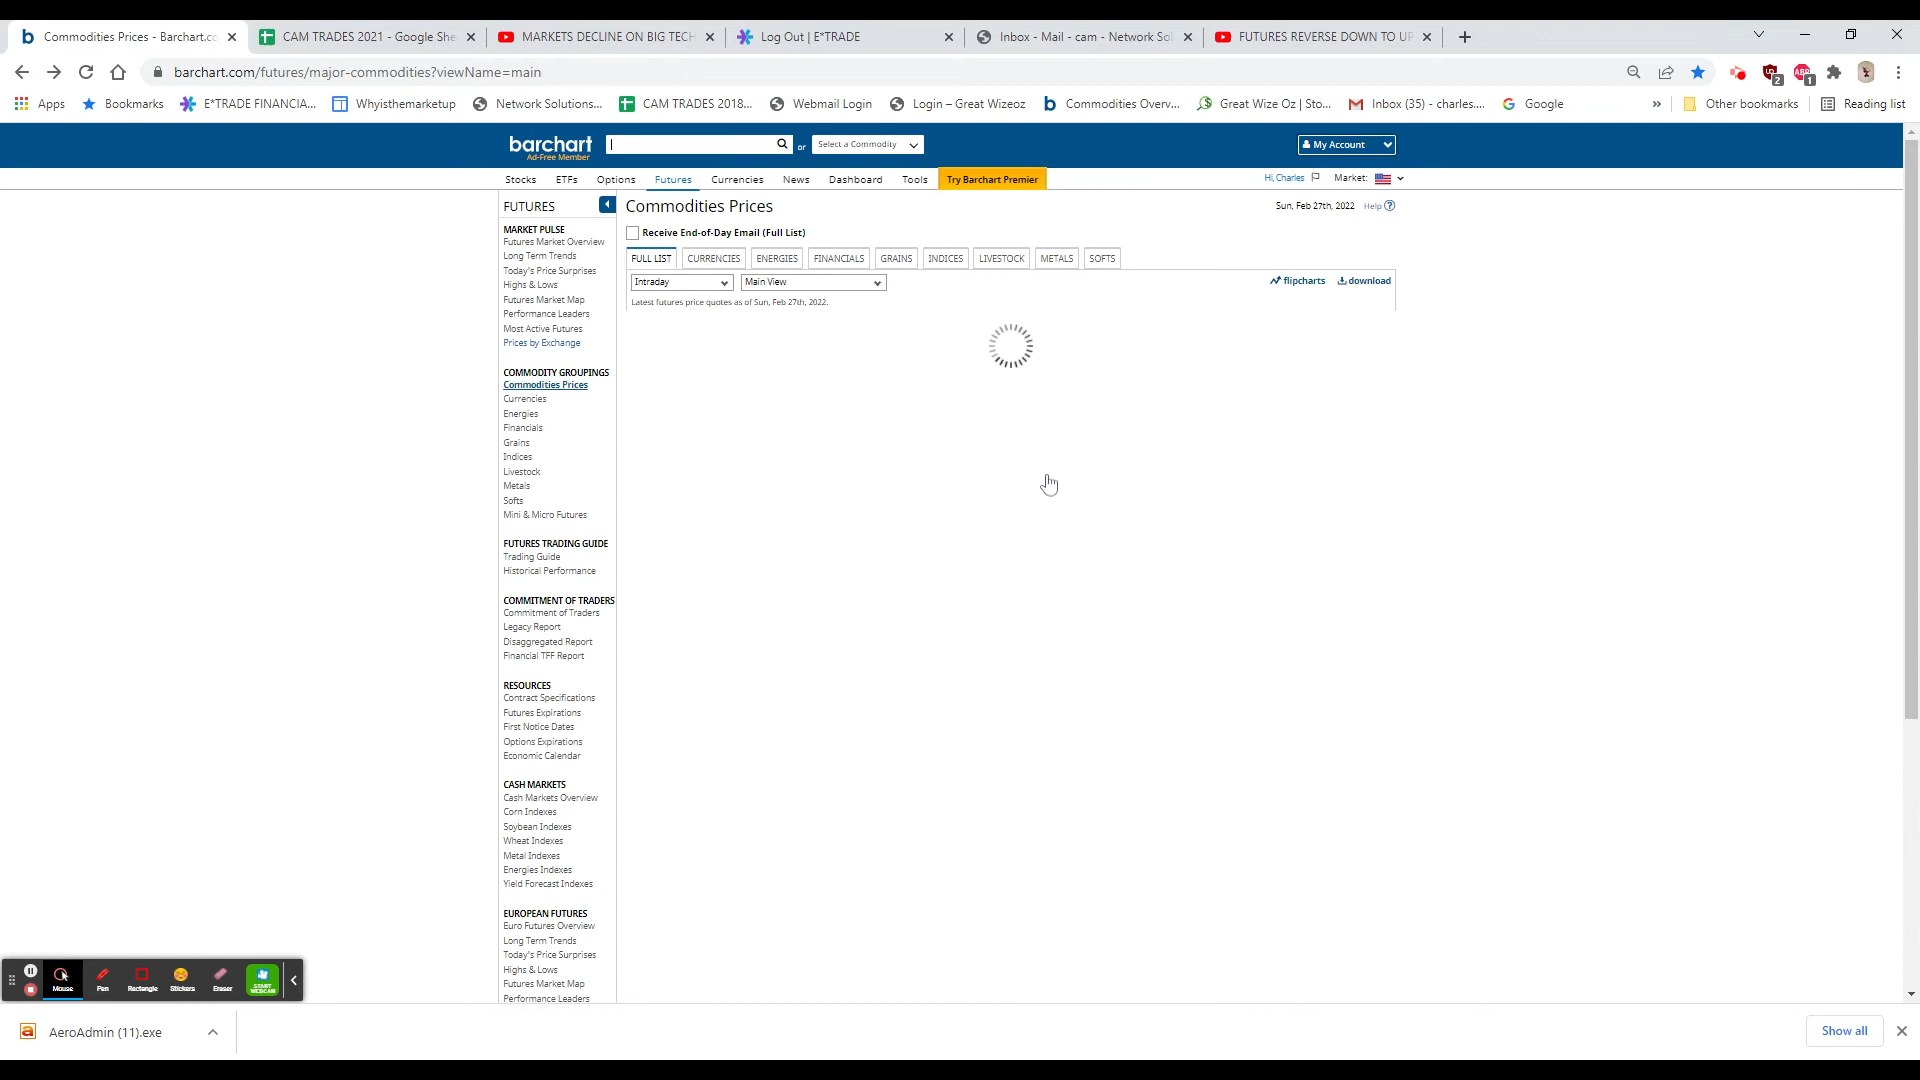 Commodities Prices - Barchart.co
CAM TRADES 2021 - Google She
MARKETS DECLINE ON BIG TECH
Log Out | E*TRADE
Inbox - Mail - cam - Network Sol
FUTURES REVERSE DOWN TO UP
barchart.com/futures/major-commodities?viewName=main
Apps
Bookmarks
E*TRADE FINANCIA...
Whyisthemarketup
Network Solutions...
CAM TRADES 2018...
Webmail Login
Login – Great Wizeoz
Commodities Overv...
Great Wize Oz | Sto...
Inbox (35) - charles....
Google
»
Other bookmarks
Reading list
barchart
Ad-Free Member
or
Select a Commodity
My Account
Stocks
ETFs
Options
Futures
Currencies
News
Dashboard
Tools
Try Barchart Premier
Hi, Charles
Market:
FUTURES
Commodities Prices
Sun, Feb 27th, 2022
Help
Receive End-of-Day Email (Full List)
FULL LIST
CURRENCIES
ENERGIES
FINANCIALS
GRAINS
INDICES
LIVESTOCK
METALS
SOFTS
Intraday
Main View
flipcharts
download
Latest futures price quotes as of Sun, Feb 27th, 2022.
MARKET PULSE
Futures Market Overview
Long Term Trends
Today's Price Surprises
Highs & Lows
Futures Market Map
Performance Leaders
Most Active Futures
Prices by Exchange
COMMODITY GROUPINGS
Commodities Prices
Currencies
Energies
Financials
Grains
Indices
Livestock
Metals
Softs
Mini & Micro Futures
FUTURES TRADING GUIDE
Trading Guide
Historical Performance
COMMITMENT OF TRADERS
Commitment of Traders
Legacy Report
Disaggregated Report
Financial TFF Report
RESOURCES
Contract Specifications
Futures Expirations
First Notice Dates
Options Expirations
Economic Calendar
CASH MARKETS
Cash Markets Overview
Corn Indexes
Soybean Indexes
Wheat Indexes
Metal Indexes
Energies Indexes
Yield Forecast Indexes
EUROPEAN FUTURES
Euro Futures Overview
Long Term Trends
Today's Price Surprises
Highs & Lows
Futures Market Map
Performance Leaders
Mouse
Pen
Rectangle
Stickers
Eraser
START WEBCAM
AeroAdmin (11).exe
Show all